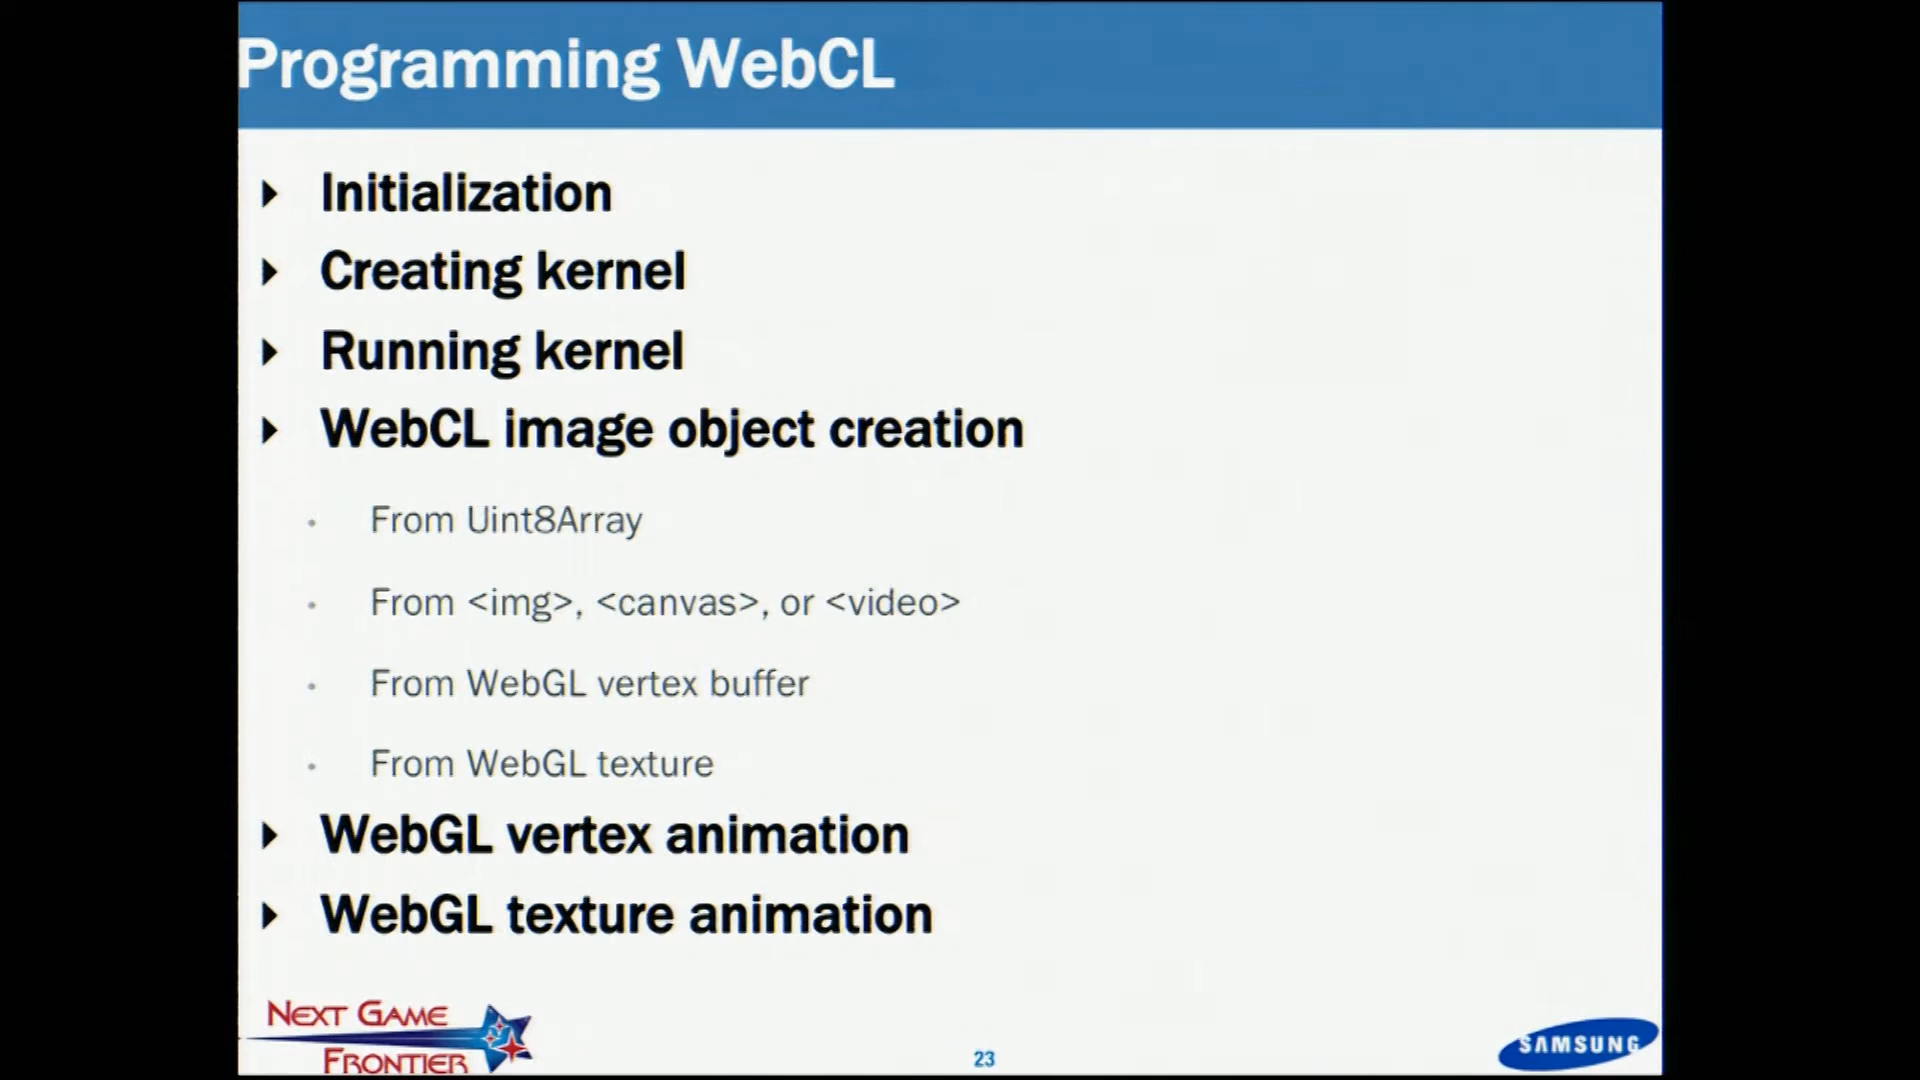 Programming WebCL
Initialization
Creating kernel
Running kernel
WebCL image object creation
From Uint8Array
From <img>, <canvas>, or <video>
From WebGL vertex buffer
From WebGL texture
WebGL vertex animation
WebGL texture animation
NEXT GAME
FRONTIER
23
SAMSUNG